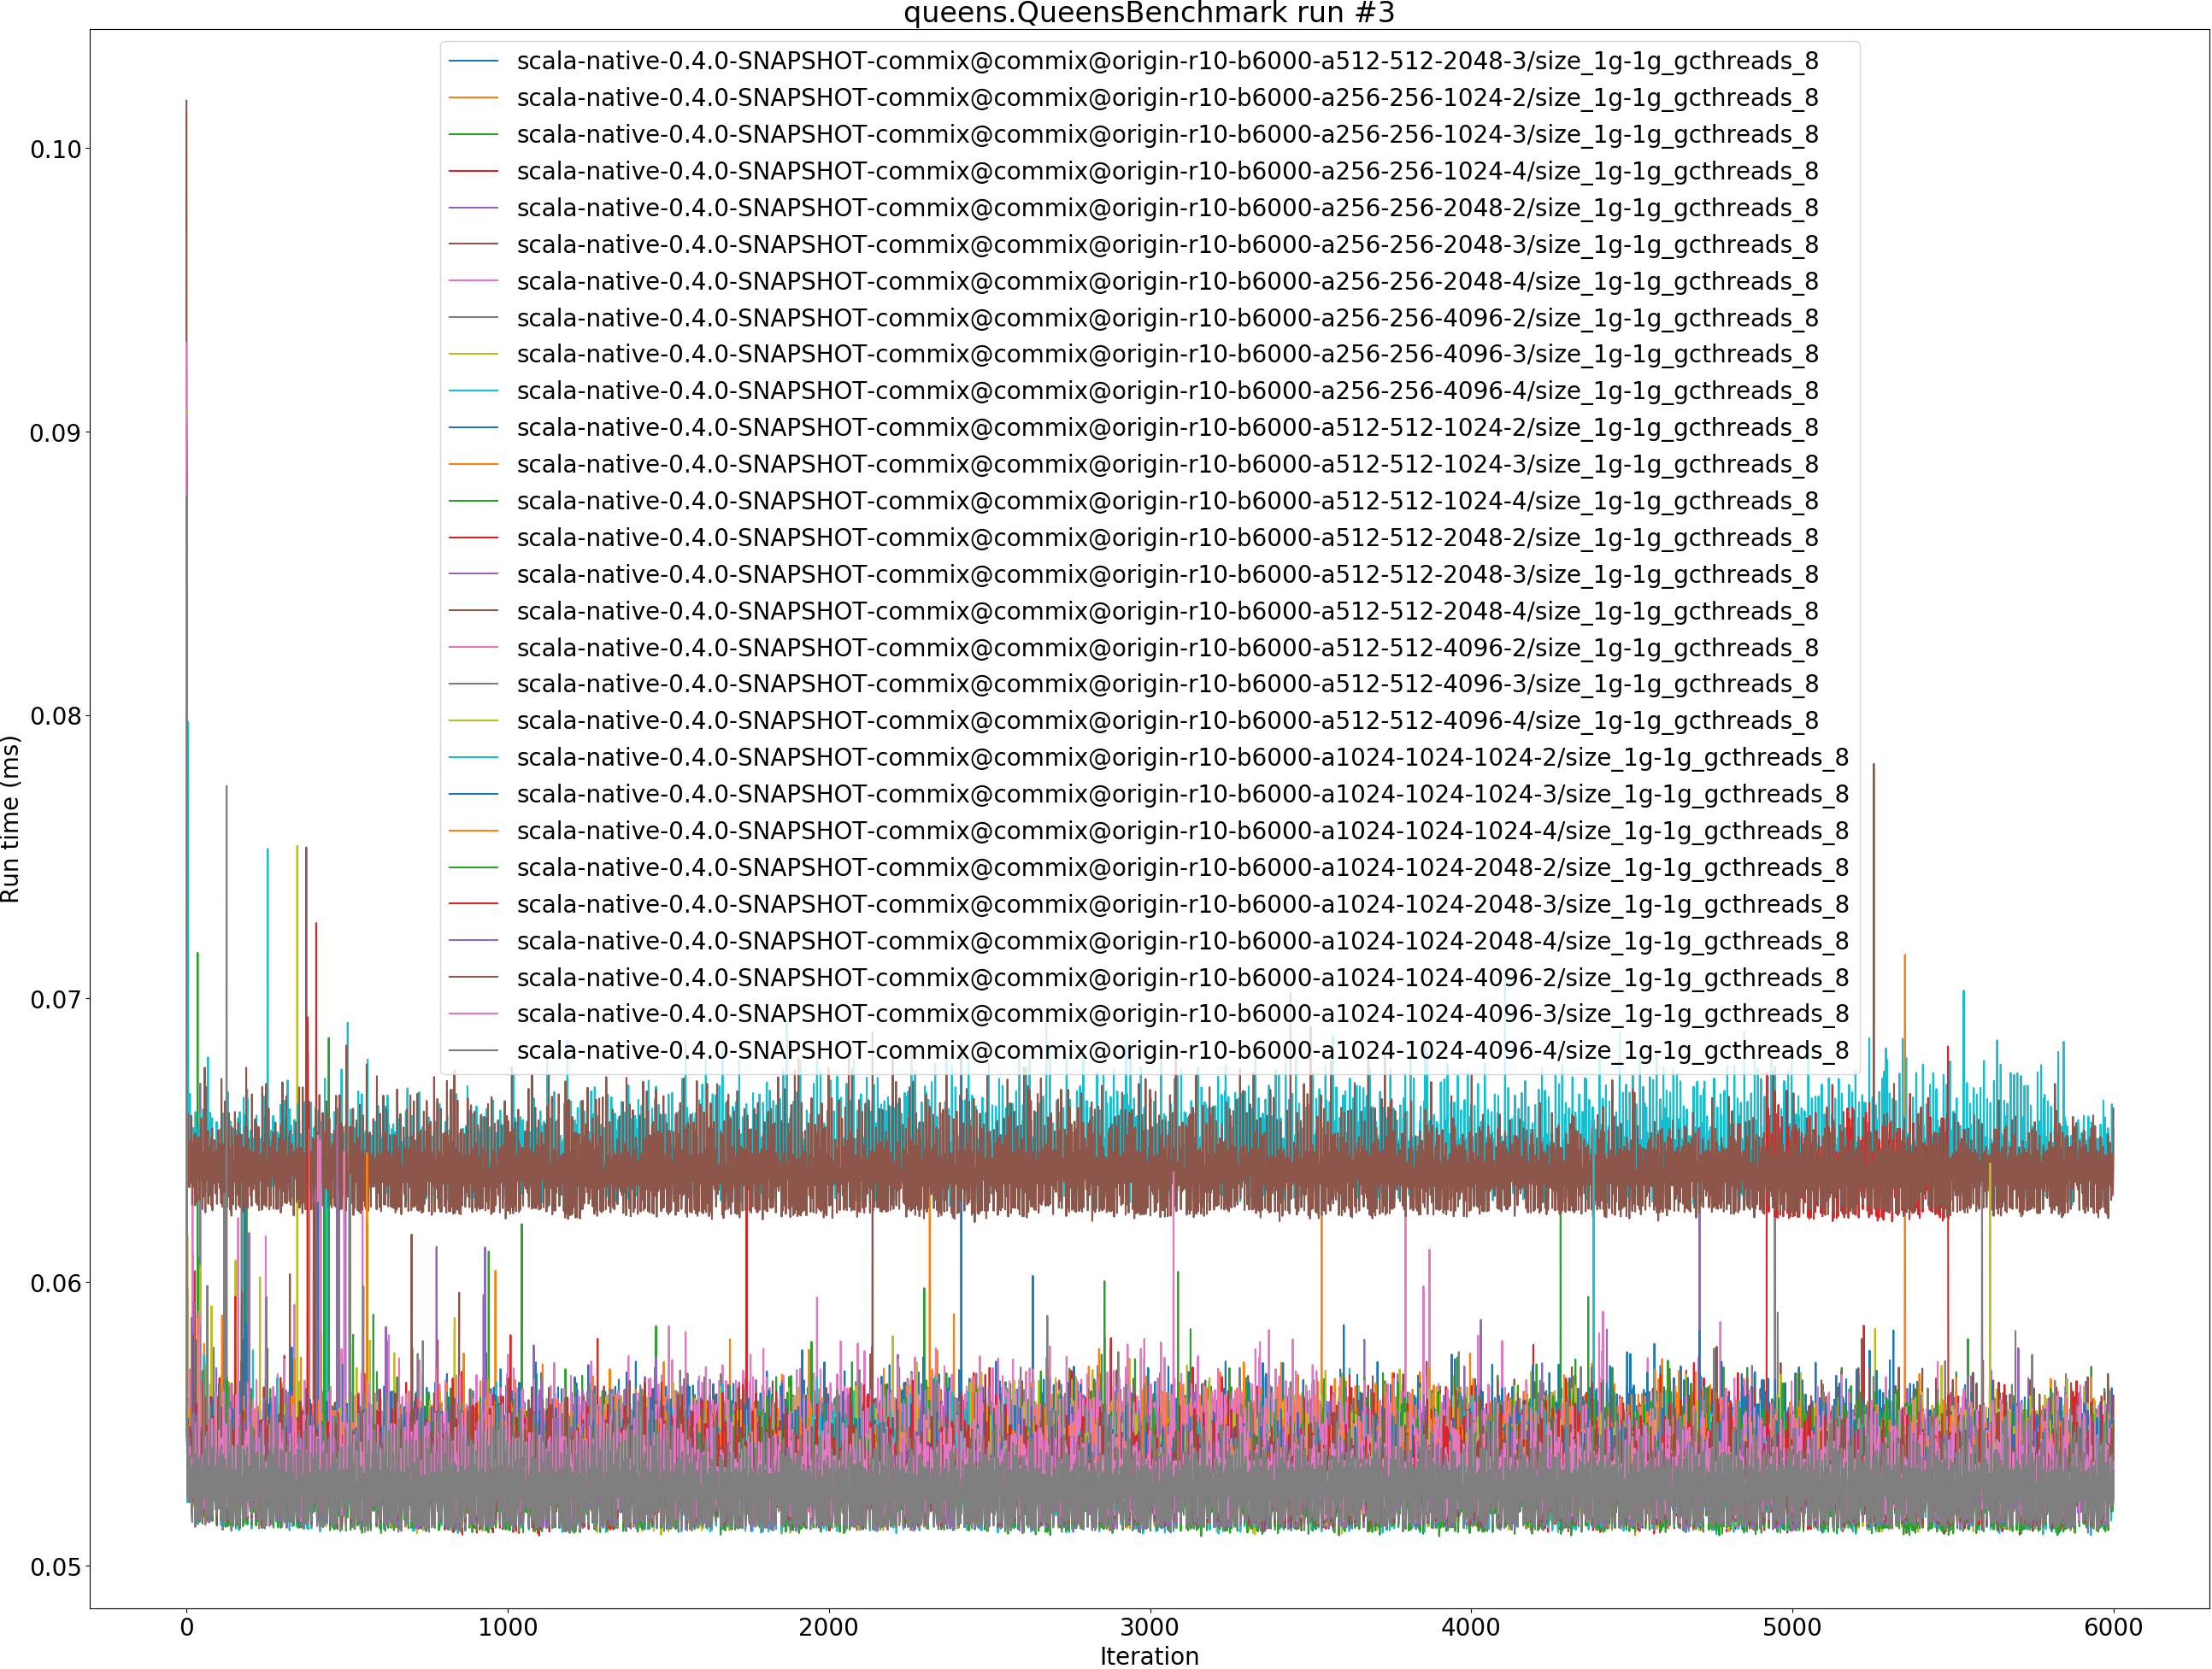 queens.QueensBenchmark run #3
scala-native-0.4.0-SNAPSHOT-commix@commix@origin-r10-b6000-a512-512-2048-3/size_1g-1g_gcthreads_8
scala-native-0.4.0-SNAPSHOT-commix@commix@origin-r10-b6000-a256-256-1024-2/size_1g-1g_gcthreads_8
scala-native-0.4.0-SNAPSHOT-commix@commix@origin-r10-b6000-a256-256-1024-3/size_1g-1g_gcthreads_8
scala-native-0.4.0-SNAPSHOT-commix@commix@origin-r10-b6000-a256-256-1024-4/size_1g-1g_gcthreads_8
scala-native-0.4.0-SNAPSHOT-commix@commix@origin-r10-b6000-a256-256-2048-2/size_1g-1g_gcthreads_8
scala-native-0.4.0-SNAPSHOT-commix@commix@origin-r10-b6000-a256-256-2048-3/size_1g-1g_gcthreads_8
scala-native-0.4.0-SNAPSHOT-commix@commix@origin-r10-b6000-a256-256-2048-4/size_1g-1g_gcthreads_8
scala-native-0.4.0-SNAPSHOT-commix@commix@origin-r10-b6000-a256-256-4096-2/size_1g-1g_gcthreads_8
scala-native-0.4.0-SNAPSHOT-commix@commix@origin-r10-b6000-a256-256-4096-3/size_1g-1g_gcthreads_8
scala-native-0.4.0-SNAPSHOT-commix@commix@origin-r10-b6000-a256-256-4096-4/size_1g-1g_gcthreads_8
scala-native-0.4.0-SNAPSHOT-commix@commix@origin-r10-b6000-a512-512-1024-2/size_1g-1g_gcthreads_8
scala-native-0.4.0-SNAPSHOT-commix@commix@origin-r10-b6000-a512-512-1024-3/size_1g-1g_gcthreads_8
scala-native-0.4.0-SNAPSHOT-commix@commix@origin-r10-b6000-a512-512-1024-4/size_1g-1g_gcthreads_8
scala-native-0.4.0-SNAPSHOT-commix@commix@origin-r10-b6000-a512-512-2048-2/size_1g-1g_gcthreads_8
scala-native-0.4.0-SNAPSHOT-commix@commix@origin-r10-b6000-a512-512-2048-3/size_1g-1g_gcthreads_8
scala-native-0.4.0-SNAPSHOT-commix@commix@origin-r10-b6000-a512-512-2048-4/size_1g-1g_gcthreads_8
scala-native-0.4.0-SNAPSHOT-commix@commix@origin-r10-b6000-a512-512-4096-2/size_1g-1g_gcthreads_8
scala-native-0.4.0-SNAPSHOT-commix@commix@origin-r10-b6000-a512-512-4096-3/size_1g-1g_gcthreads_8
scala-native-0.4.0-SNAPSHOT-commix@commix@origin-r10-b6000-a512-512-4096-4/size_1g-1g_gcthreads_8
scala-native-0.4.0-SNAPSHOT-commix@commix@origin-r10-b6000-a1024-1024-1024-2/size_1g-1g_gcthreads_8
scala-native-0.4.0-SNAPSHOT-commix@commix@origin-r10-b6000-a1024-1024-1024-3/size_1g-1g_gcthreads_8
scala-native-0.4.0-SNAPSHOT-commix@commix@origin-r10-b6000-a1024-1024-1024-4/size_1g-1g_gcthreads_8
scala-native-0.4.0-SNAPSHOT-commix@commix@origin-r10-b6000-a1024-1024-2048-2/size_1g-1g_gcthreads_8
scala-native-0.4.0-SNAPSHOT-commix@commix@origin-r10-b6000-a1024-1024-2048-3/size_1g-1g_gcthreads_8
scala-native-0.4.0-SNAPSHOT-commix@commix@origin-r10-b6000-a1024-1024-2048-4/size_1g-1g_gcthreads_8
scala-native-0.4.0-SNAPSHOT-commix@commix@origin-r10-b6000-a1024-1024-4096-2/size_1g-1g_gcthreads_8
scala-native-0.4.0-SNAPSHOT-commix@commix@origin-r10-b6000-a1024-1024-4096-3/size_1g-1g_gcthreads_8
scala-native-0.4.0-SNAPSHOT-commix@commix@origin-r10-b6000-a1024-1024-4096-4/size_1g-1g_gcthreads_8
0.10
0.09
0.08
0.07
0.06
0.05
Run time (ms)
0 1000 2000 3000 4000 5000 6000
Iteration